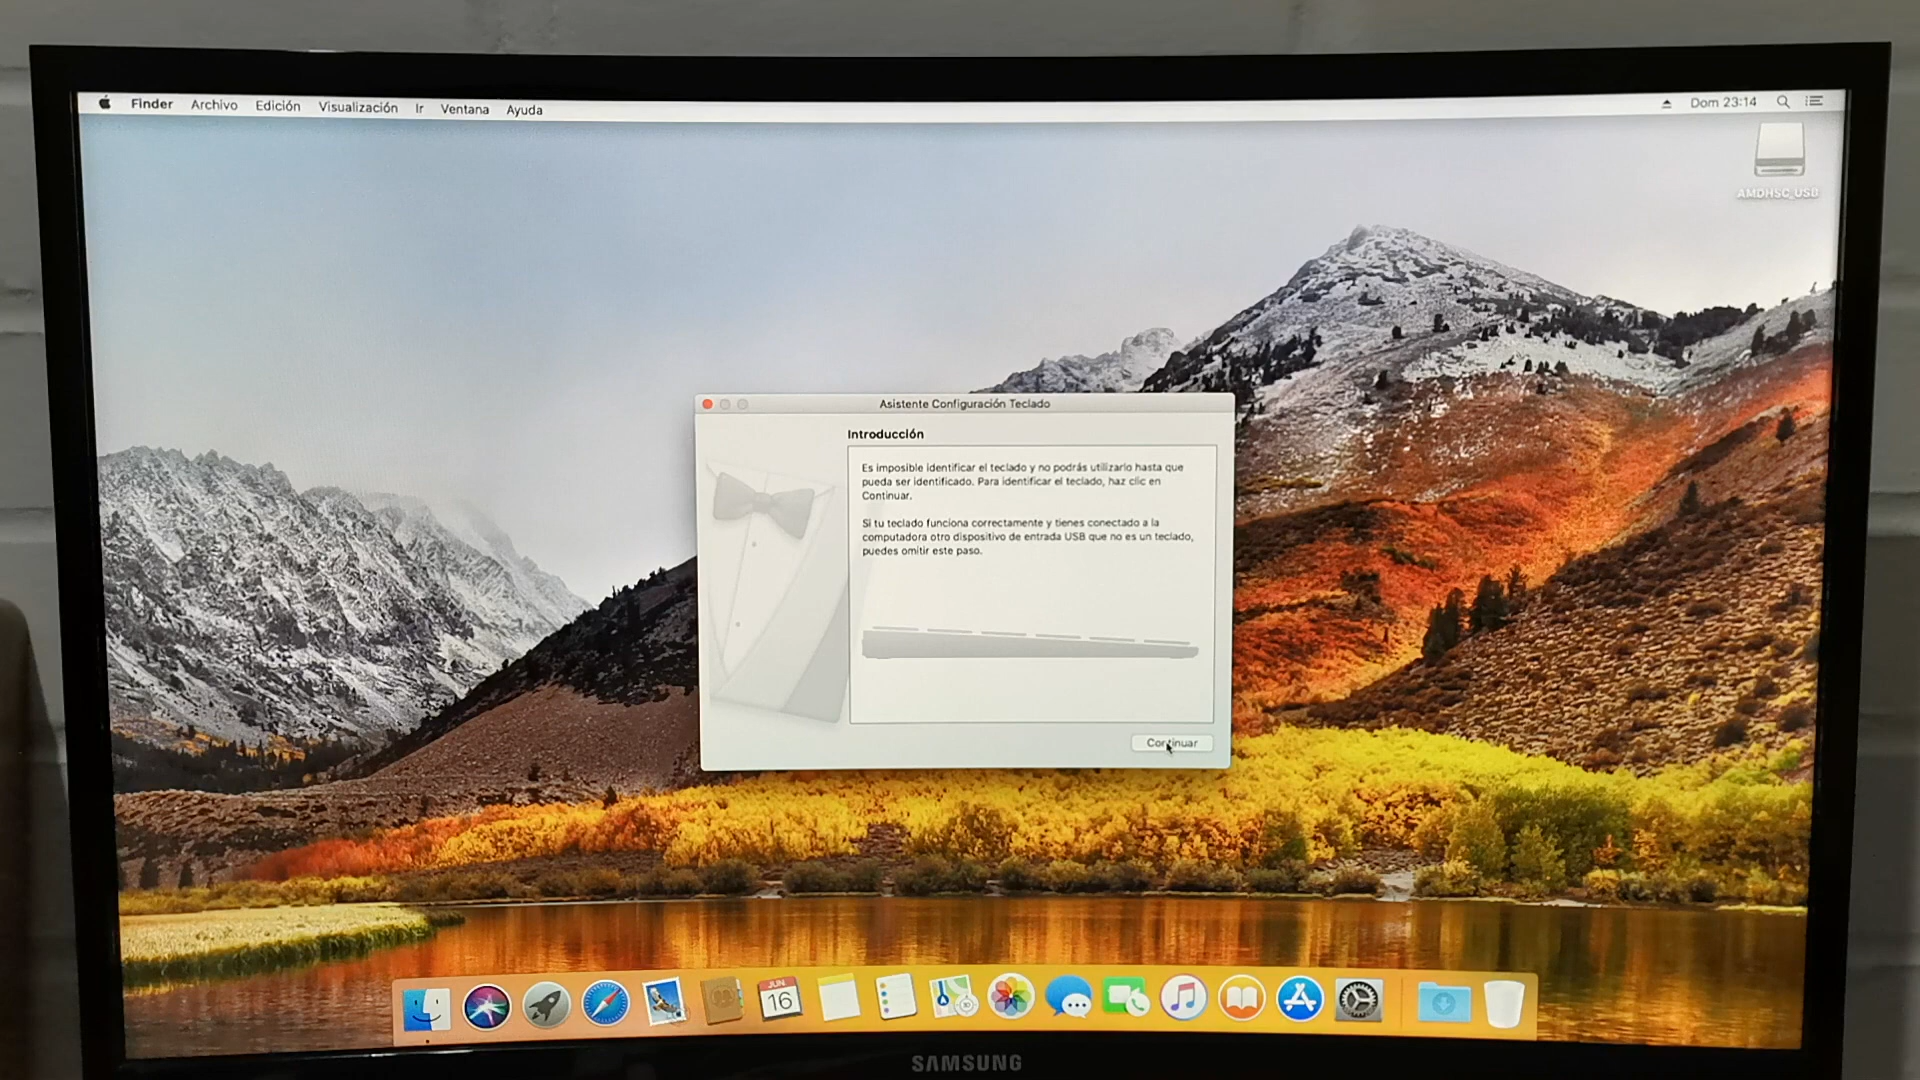 Finder Archivo Edición Visualización Ir Ventana Ayuda
Dom 23:14
AMDHSC_USB
Asistente Configuración Teclado
Introducción
Es imposible identificar el teclado y no podrás utilizarlo hasta que
pueda ser identificado. Para identificar el teclado, haz clic en
Continuar.
Si tu teclado funciona correctamente y tienes conectado a la
computadora otro dispositivo de entrada USB que no es un teclado,
puedes omitir este paso.
Continuar
JUN.
16
3D
SAMSUNG